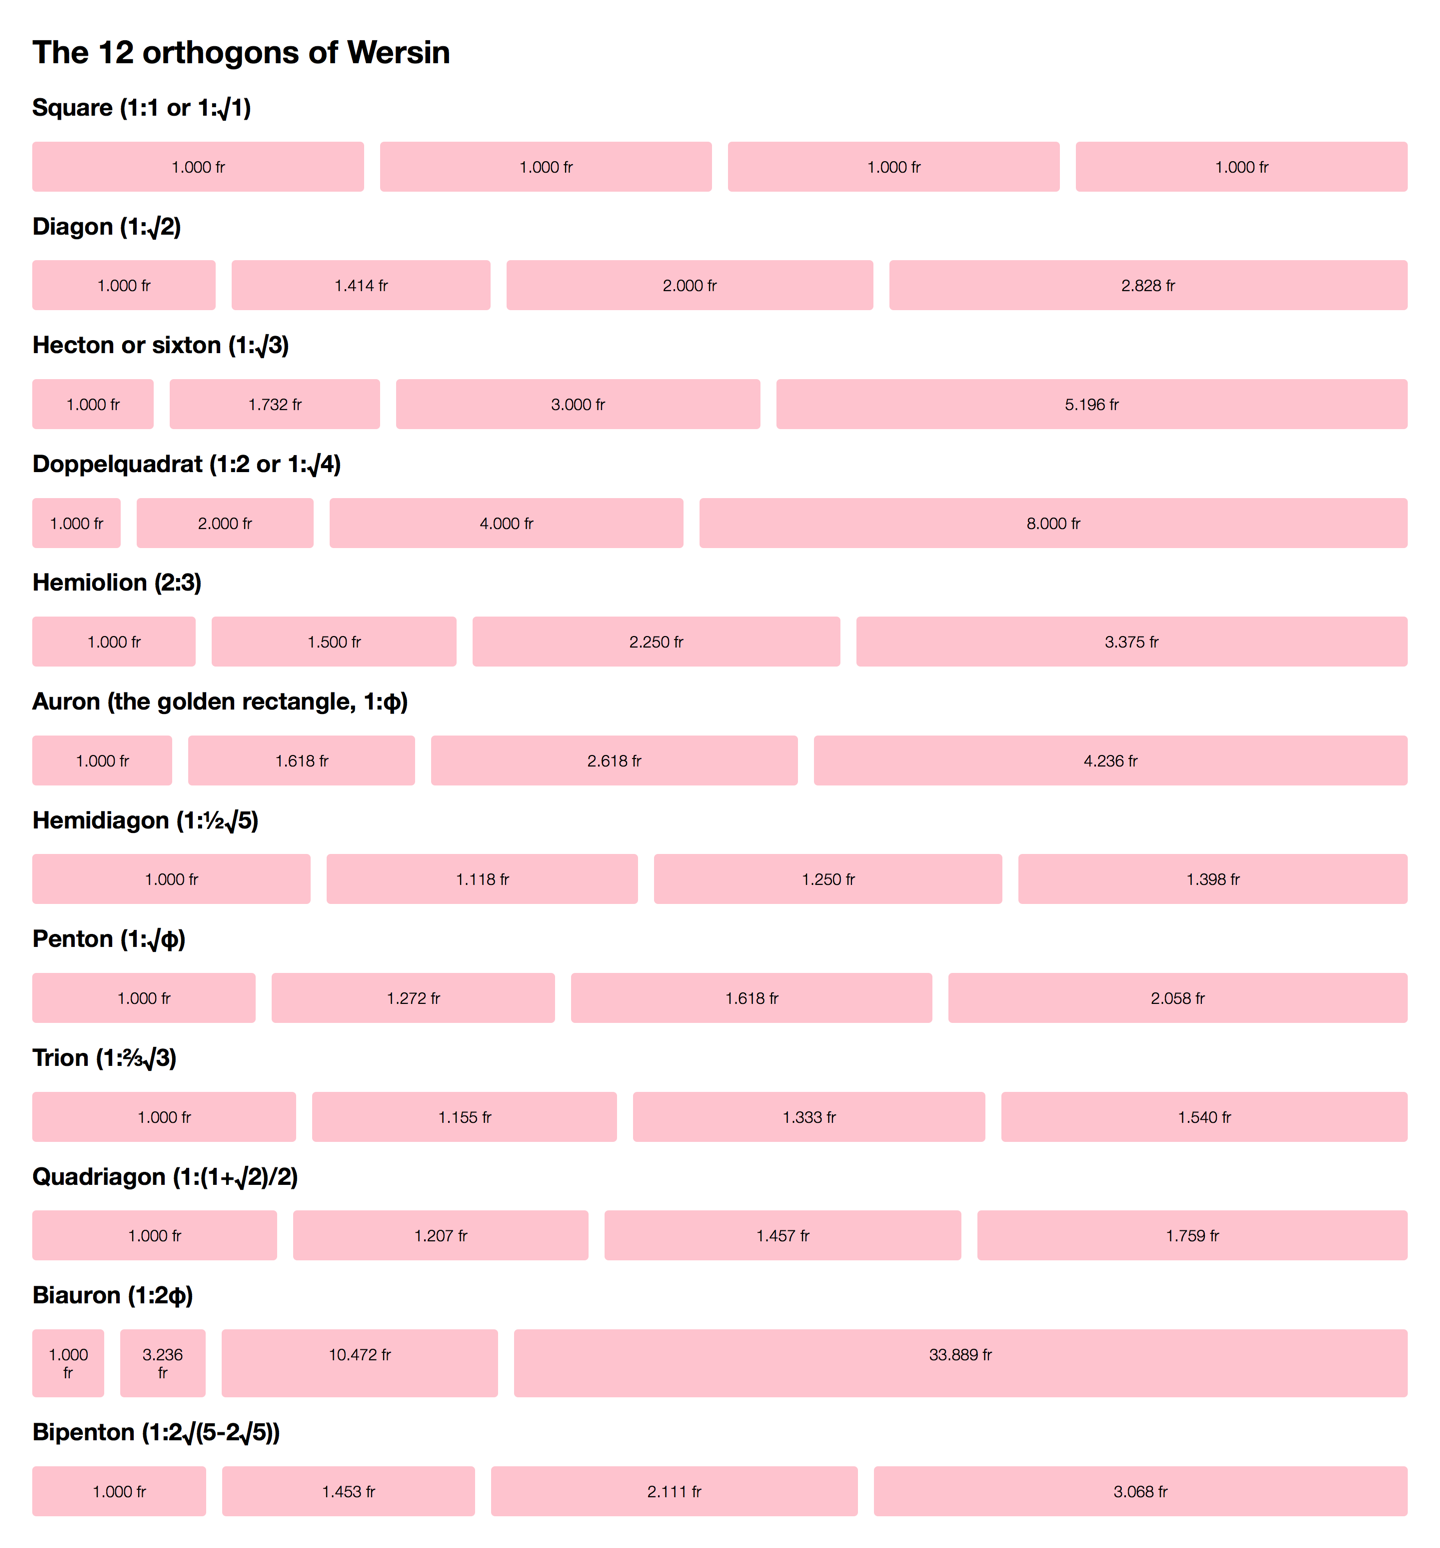 The 12 orthogons of Wersin
Square (1:1 or 1:√1)
1.000 fr 1.000 fr 1.000 fr 1.000 fr
Diagon (1:√2)
1.000 fr 1.414 fr 2.000 fr 2.828 fr
Hecton or sixton (1:√3)
1.000 fr 1.732 fr 3.000 fr 5.196 fr
Doppelquadrat (1:2 or 1:√4)
1.000 fr 2.000 fr 4.000 fr 8.000 fr
Hemiolion (2:3)
1.000 fr 1.500 fr 2.250 fr 3.375 fr
Auron (the golden rectangle, 1:φ)
1.000 fr 1.618 fr 2.618 fr 4.236 fr
Hemidiagon (1:½√5)
1.000 fr 1.118 fr 1.250 fr 1.398 fr
Penton (1:√φ)
1.000 fr 1.272 fr 1.618 fr 2.058 fr
Trion (1:⅔√3)
1.000 fr 1.155 fr 1.333 fr 1.540 fr
Quadriagon (1:(1+√2)/2)
1.000 fr 1.207 fr 1.457 fr 1.759 fr
Biauron (1:2φ)
1.000 3.236 10.472 fr 33.889 fr
fr fr
Bipenton (1:2√(5-2√5))
1.000 fr 1.453 fr 2.111 fr 3.068 fr